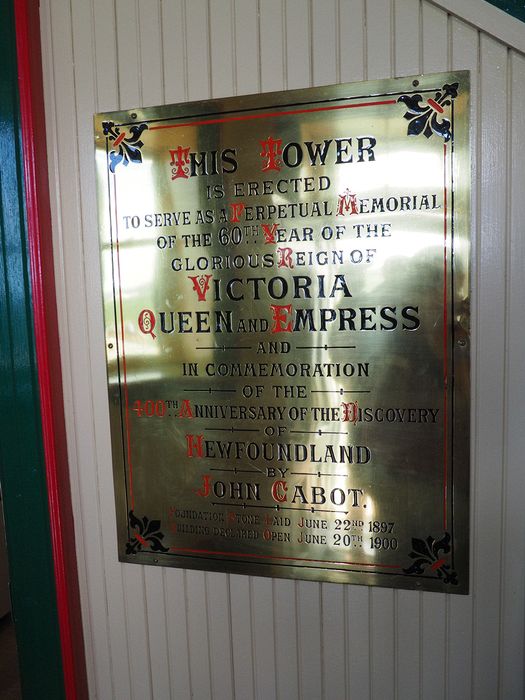 THIS TOWER
IS ERECTED
TO SERVE AS A PERPETUAL MEMORIAL
OF THE 60TH YEAR OF THE
GLORIOUS REIGN OF
VICTORIA
QUEEN AND EMPRESS
AND
IN COMMEMORATION
OF THE
400TH ANNIVERSARY OF THE DISCOVERY
OF
NEWFOUNDLAND
BY
JOHN CABOT.
FOUNDATION STONE LAID JUNE 22ND 1897
BUILDING DECLARED OPEN JUNE 20TH 1900